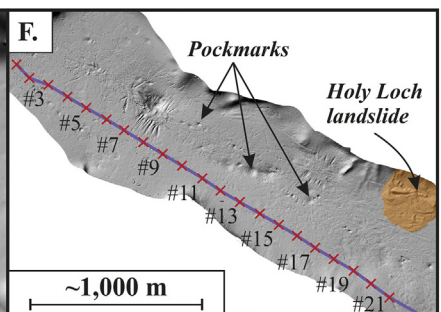 F.
Pockmarks
Holy Loch
landslide
#3
#5
#7
#9
#11
#13
#15
#17
#19
#21
~1,000 m